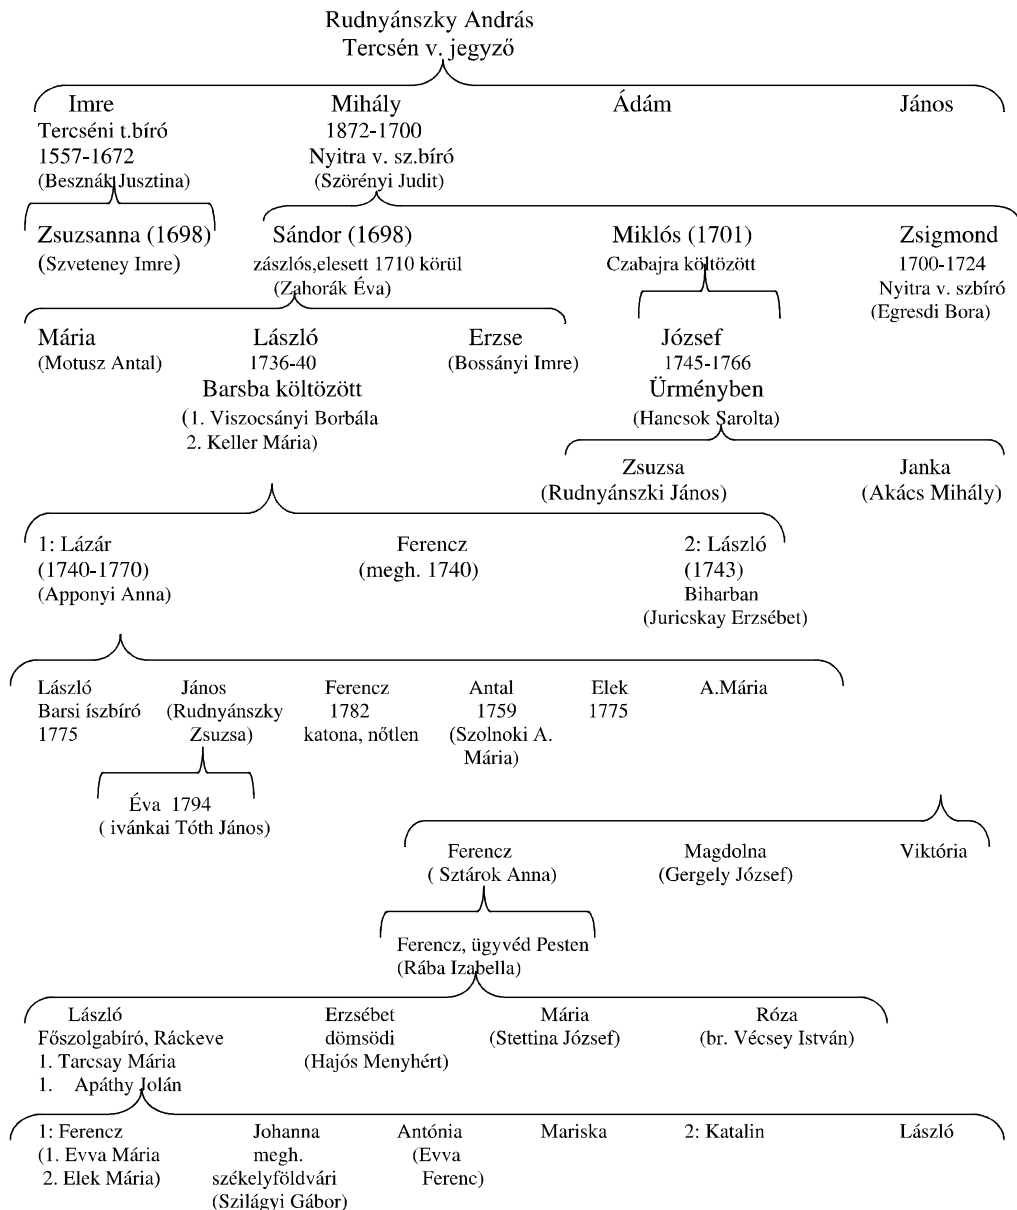 Rudnyánszky András
Tercsén v. jegyző
Imre Mihály Ádám János
Tercséni t.bíró 1872-1700
1557-1672 Nyitra v. sz.bíró
(Besznák Jusztina) (Szörényi Judit)
Zsuzsanna (1698) Sándor (1698) Miklós (1701) Zsigmond
(Szveteney Imre) zászlós,elesett 1710 körül Czabajra költözött 1700-1724
(Zahorák Éva) Nyitra v. szbíró
(Egresdi Bora)
Mária László Erzse József
(Motusz Antal) 1736-40 (Bossányi Imre) 1745-1766
Barsba költözött Ürményben
(1. Viszocsányi Borbála (Hancsok Sarolta)
2. Keller Mária)
Zsuzsa Janka
(Rudnyánszki János) (Akács Mihály)
1: Lázár Ferencz 2: László
(1740-1770) (megh. 1740) (1743)
(Apponyi Anna) Biharban
(Juricskay Erzsébet)
László János Ferencz Antal Elek A.Mária
Barsi íszbíró (Rudnyánszky 1782 1759 1775
1775 Zsuzsa) katona, nőtlen (Szolnoki A.
Mária)
Éva 1794
( ivánkai Tóth János)
Ferencz Magdolna Viktória
( Sztárok Anna) (Gergely József)
Ferencz, ügyvéd Pesten
(Rába Izabella)
László Erzsébet Mária Róza
Főszolgabíró, Ráckeve dömsödi (Stettina József) (br. Vécsey István)
1. Tarcsay Mária (Hajós Menyhért)
1. Apáthy Jolán
1: Ferencz Johanna Antónia Mariska 2: Katalin László
(1. Evva Mária megh. (Evva
2. Elek Mária) székelyföldvári Ferenc)
(Szilágyi Gábor)